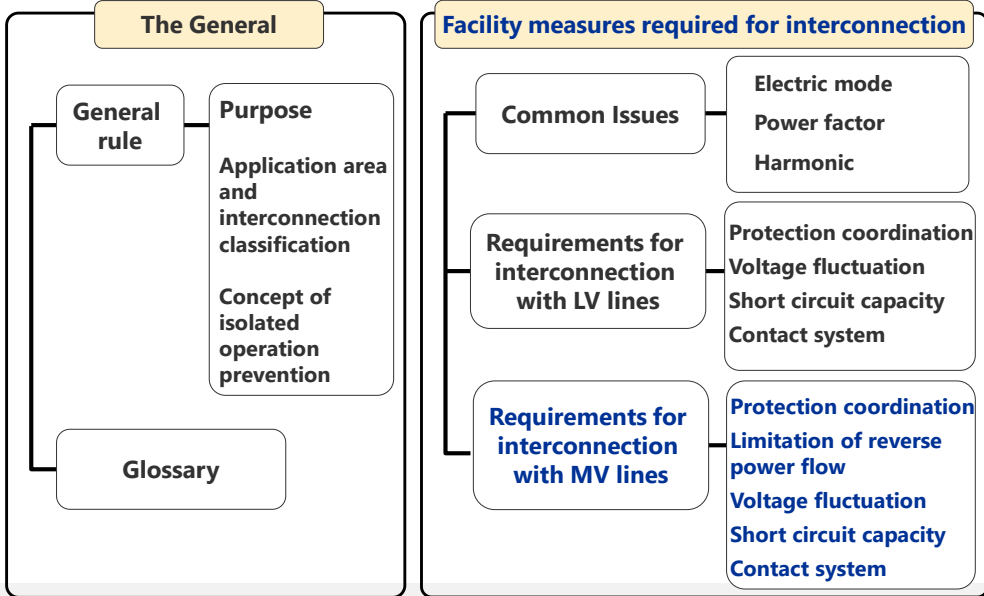 The General
General
rule
Purpose
Application area
and
interconnection
classification
Concept of
isolated
operation
prevention
Glossary
Facility measures required for interconnection
Common Issues
Electric mode
Power factor
Harmonic
Requirements for
interconnection
with LV lines
Protection coordination
Voltage fluctuation
Short circuit capacity
Contact system
Requirements for
interconnection
with MV lines
Protection coordination
Limitation of reverse
power flow
Voltage fluctuation
Short circuit capacity
Contact system